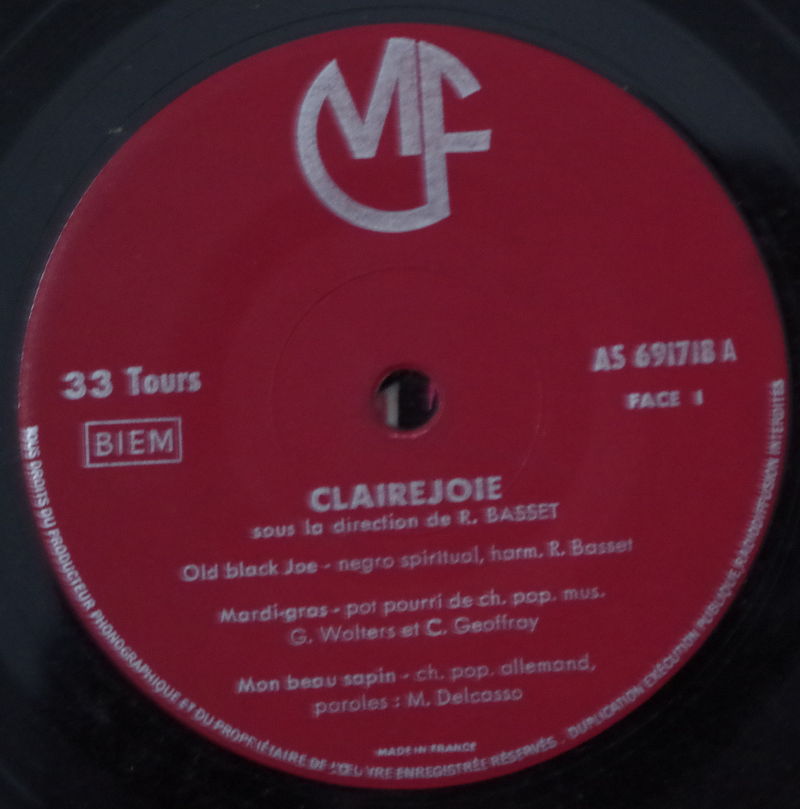 MF
33 Tours
AS 691718 A
BIEM
FACE 1
CLAIREJOIE
sous la direction de R. BASSET
Old black Joe - negro spiritual, harm. R. Basset
Mardi-gras - pot pourri de ch. pop. mus.
G. Wolters et C. Geoffray
Mon beau sapin - ch. pop. allemand,
paroles : M. Delcasso
MADE IN FRANCE
TOUS DROITS DU PRODUCTEUR PHONOGRAPHIQUE ET DU PROPRIÉTAIRE DE L'ŒUVRE ENREGISTRÉE RÉSERVÉS. DUPLICATION EXÉCUTION PUBLIQUE RADIODIFFUSION INTERDITES